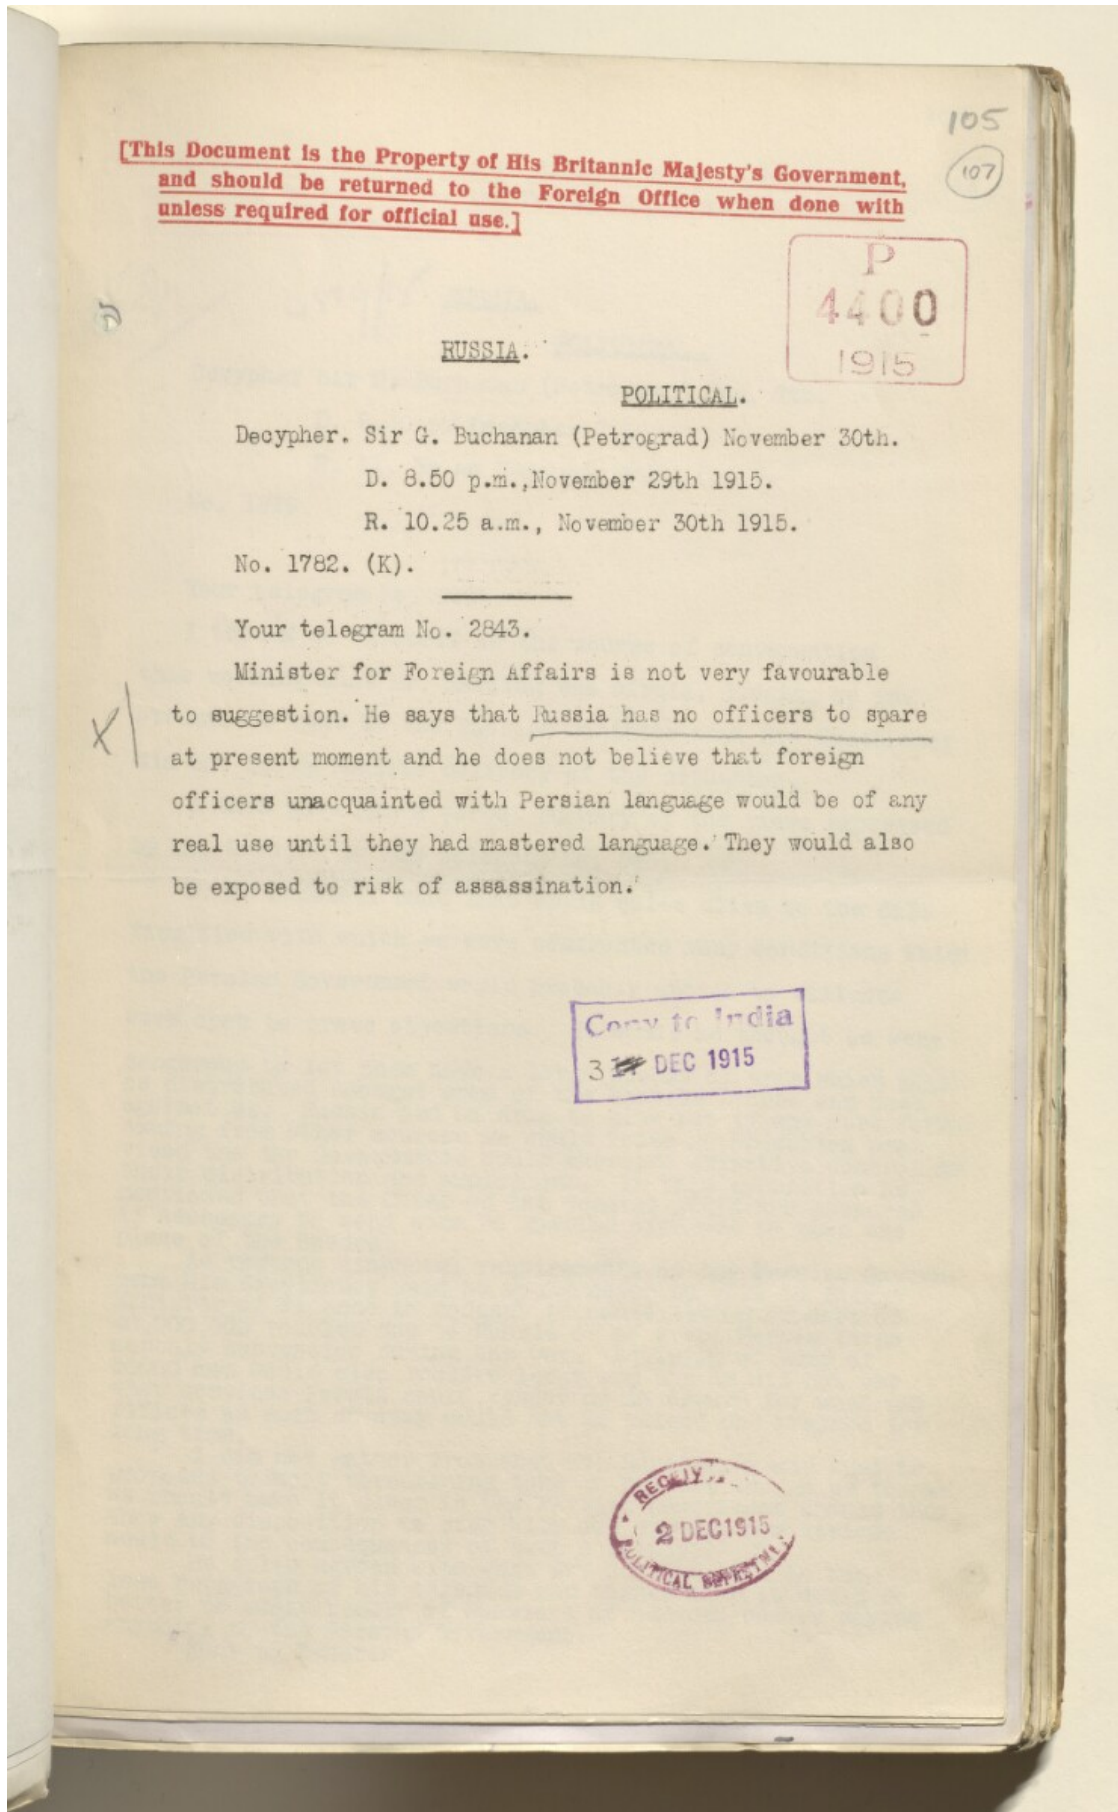 105
107
[This Document is the Property of His Britannic Majesty's Government,
and should be returned to the Foreign Office when done with
unless required for official use.]
P
4400
1915
RUSSIA.
POLITICAL.
Decypher. Sir G. Buchanan (Petrograd) November 30th.
D. 8.50 p.m., November 29th 1915.
R. 10.25 a.m., November 30th 1915.
No. 1782. (K).
Your telegram No. 2843.
Minister for Foreign Affairs is not very favourable
to suggestion. He says that Russia has no officers to spare
X
at present moment and he does not believe that foreign
officers unacquainted with Persian language would be of any
real use until they had mastered language. They would also
be exposed to risk of assassination.
Copy to India
3 DEC 1915
2 DEC 1915
POLITICAL